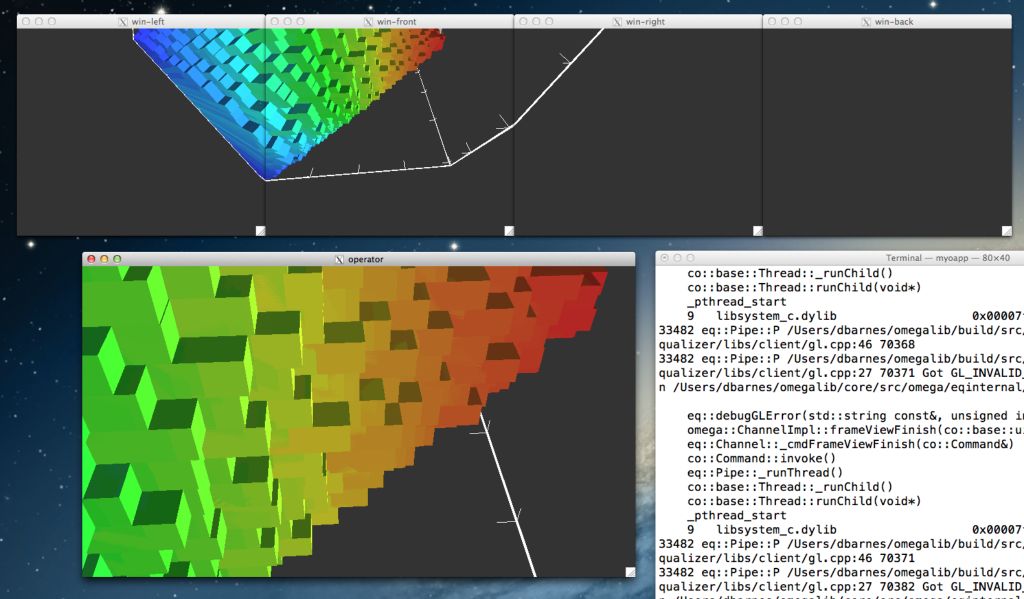 win-left
win-front
win-right
win-back
operator
Terminal — myoapp — 80×40
co::base::Thread::_runChild()
co::base::Thread::runChild(void*)
_pthread_start
9 libsystem_c.dylib 0x00007
33482 eq::Pipe::P /Users/dbarnes/omegalib/build/src/
qualizer/libs/client/gl.cpp:46 70368
33482 eq::Pipe::P /Users/dbarnes/omegalib/build/src/
qualizer/libs/client/gl.cpp:27 70371 Got GL_INVALID_
n /Users/dbarnes/omegalib/core/src/omega/eqinternal/
eq::debugGLError(std::string const&, unsigned in
omega::ChannelImpl::frameViewFinish(co::base::u
eq::Channel::_cmdFrameViewFinish(co::Command&)
co::Command::invoke()
eq::Pipe::_runThread()
co::base::Thread::_runChild()
co::base::Thread::runChild(void*)
_pthread_start
9 libsystem_c.dylib 0x00007
33482 eq::Pipe::P /Users/dbarnes/omegalib/build/src/
qualizer/libs/client/gl.cpp:46 70371
33482 eq::Pipe::P /Users/dbarnes/omegalib/build/src/
qualizer/libs/client/gl.cpp:27 70382 Got GL_INVALID_